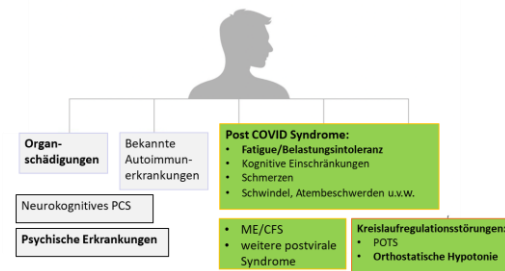 Organ-
schädigungen
Bekannte
Autoimmun-
erkrankungen
Post COVID Syndrome:
• Fatigue/Belastungsintoleranz
• Kognitive Einschränkungen
• Schmerzen
• Schwindel, Atembeschwerden u.v.w.
Neurokognitives PCS
Psychische Erkrankungen
• ME/CFS
• weitere postvirale
Syndrome
Kreislaufregulationsstörungen:
• POTS
• Orthostatische Hypotonie